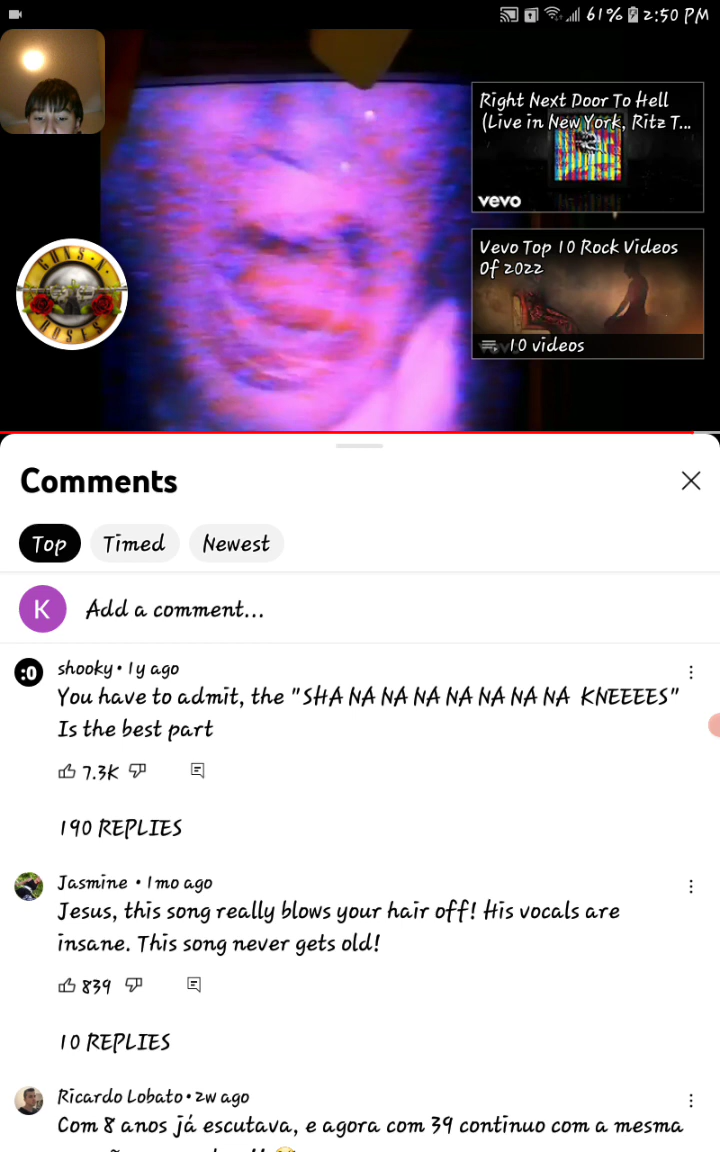 61% 2:50 PM
Right Next Door To Hell
(Live in New York, Ritz T...
vevo
GUNS N' ROSES
Vevo Top 10 Rock Videos
Of 2022
10 videos
Comments
Top Timed Newest
K Add a comment...
:0 shooky • 1y ago
You have to admit, the "SHA NA NA NA NA NA NA NA KNEEEES"
Is the best part
7.3K
190 REPLIES
Jasmine • 1mo ago
Jesus, this song really blows your hair off! His vocals are
insane. This song never gets old!
839
10 REPLIES
Ricardo Lobato • 2w ago
Com 8 anos já escutava, e agora com 39 continuo com a mesma